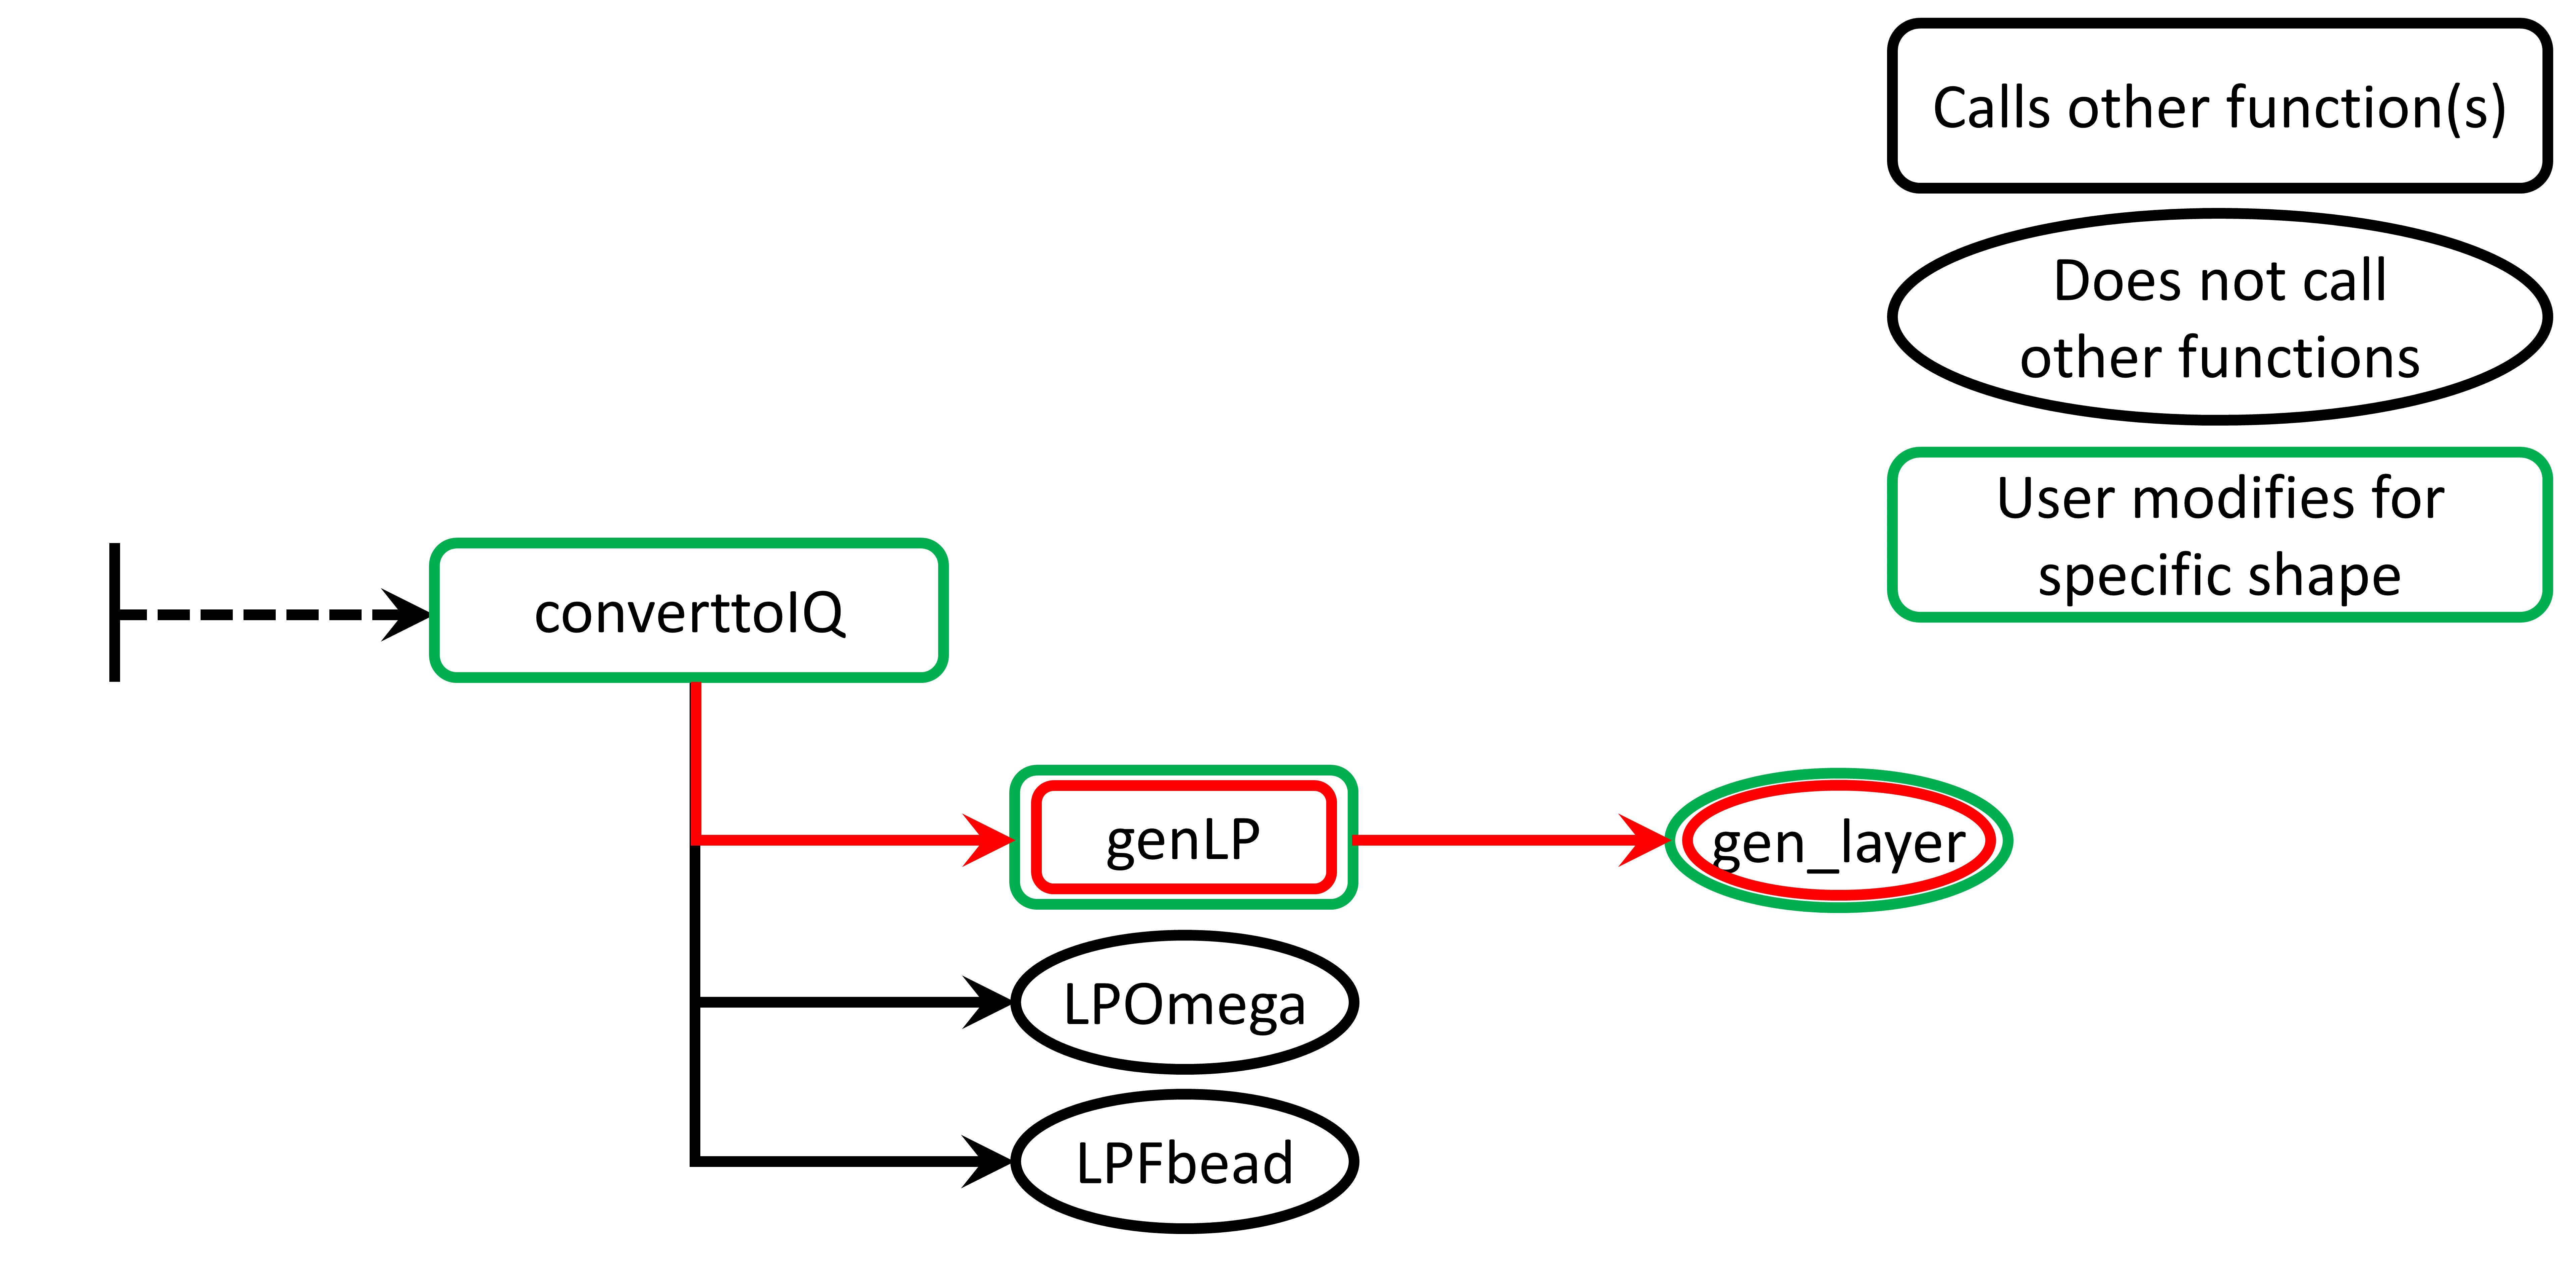 Calls other function(s)
Does not call
other functions
User modifies for
specific shape
converttoIQ
genLP
gen_layer
LPOmega
LPFbead